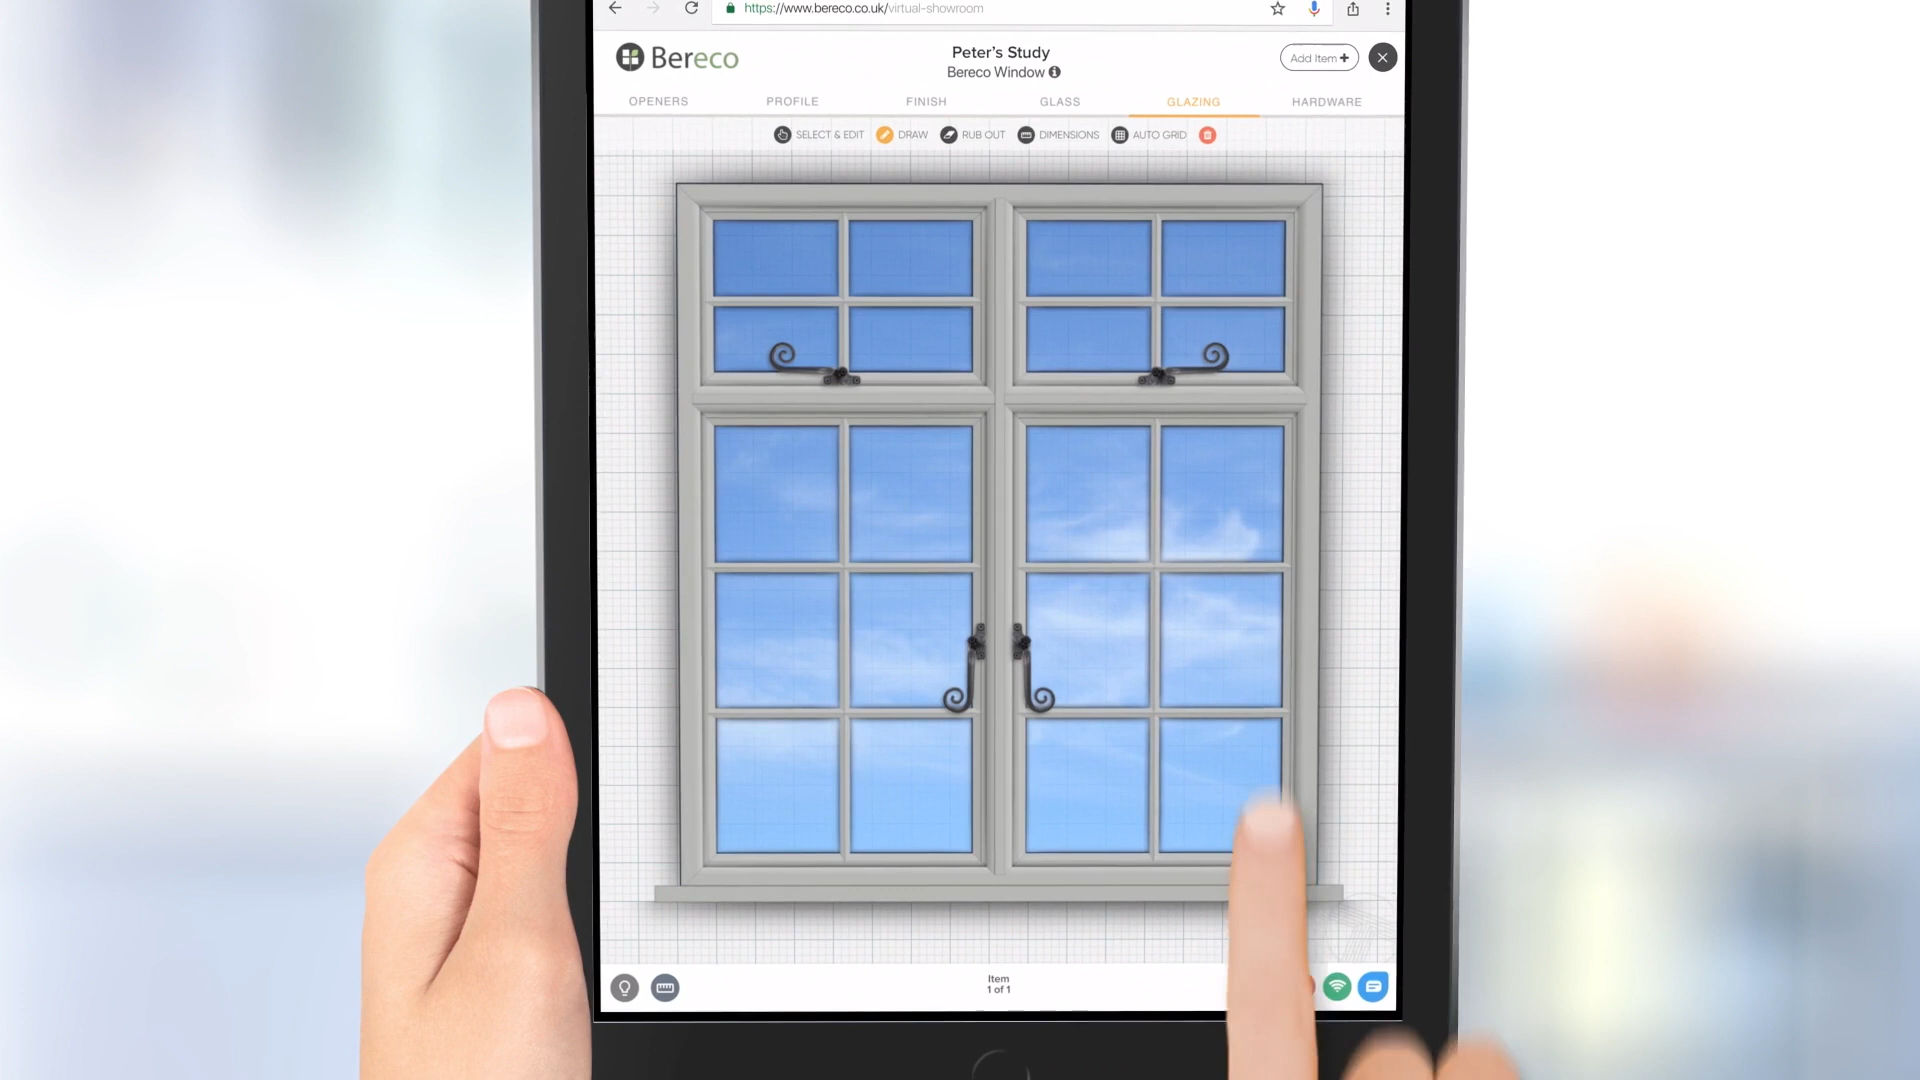 https://www.bereco.co.uk/virtual-showroom
Bereco
Peter's Study
Bereco Window
Add Item +
OPENERS PROFILE FINISH GLASS GLAZING HARDWARE
SELECT & EDIT DRAW RUB OUT DIMENSIONS AUTO GRID
Item
1 of 1